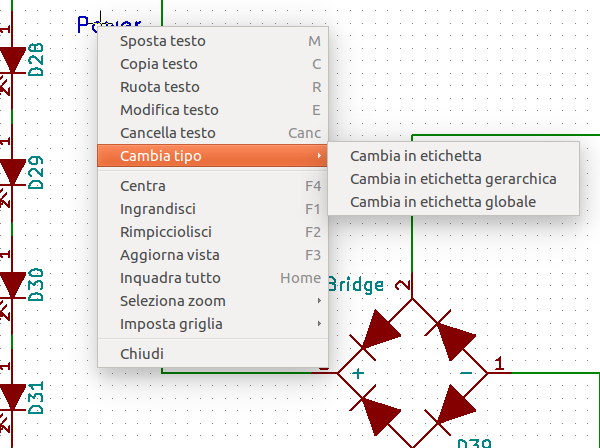 Power
Sposta testo M
Copia testo C
Ruota testo R
Modifica testo E
Cancella testo Canc
Cambia tipo
Centra F4
Ingrandisci F1
Rimpicciolisci F2
Aggiorna vista F3
Inquadra tutto Home
Seleziona zoom
Imposta griglia
Chiudi
Cambia in etichetta
Cambia in etichetta gerarchica
Cambia in etichetta globale
D28
2
1
D29
2
1
D30
2
1
D31
2
Bridge
2
+
-
1
D39